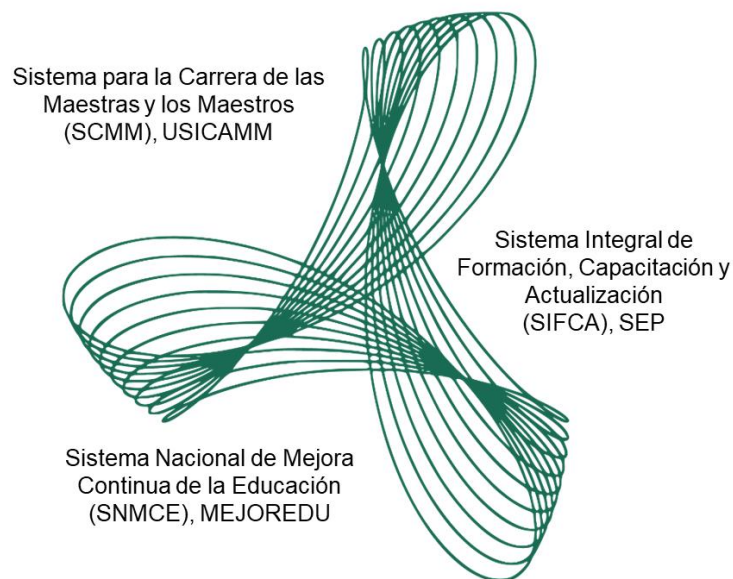 Sistema para la Carrera de las
Maestras y los Maestros
(SCMM), USICAMM
Sistema Integral de
Formación, Capacitación y
Actualización
(SIFCA), SEP
Sistema Nacional de Mejora
Continua de la Educación
(SNMCE), MEJOREDU